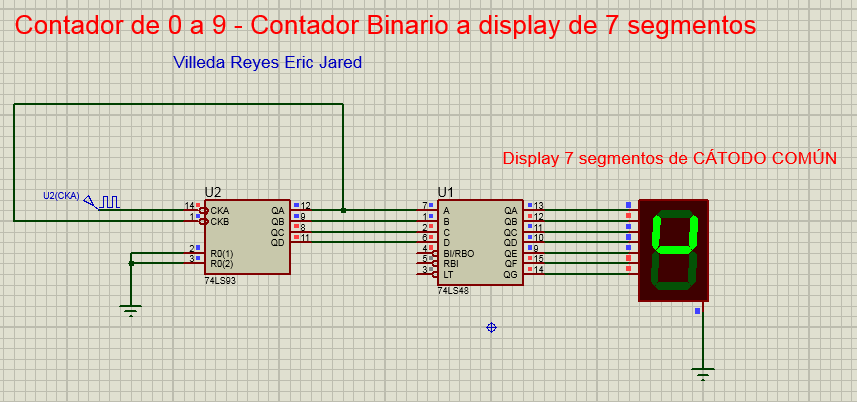 Contador de 0 a 9 - Contador Binario a display de 7 segmentos
Villeda Reyes Eric Jared
Display 7 segmentos de CÁTODO COMÚN
U2(CKA)
U2
14 CKA QA 12
1 CKB QB 9
QC 8
QD 11
2 R0(1)
3 R0(2)
74LS93
U1
7 A QA 13
1 B QB 12
2 C QC 11
6 D QD 10
4 BI/RBO QE 9
5 RBI QF 15
3 LT QG 14
74LS48